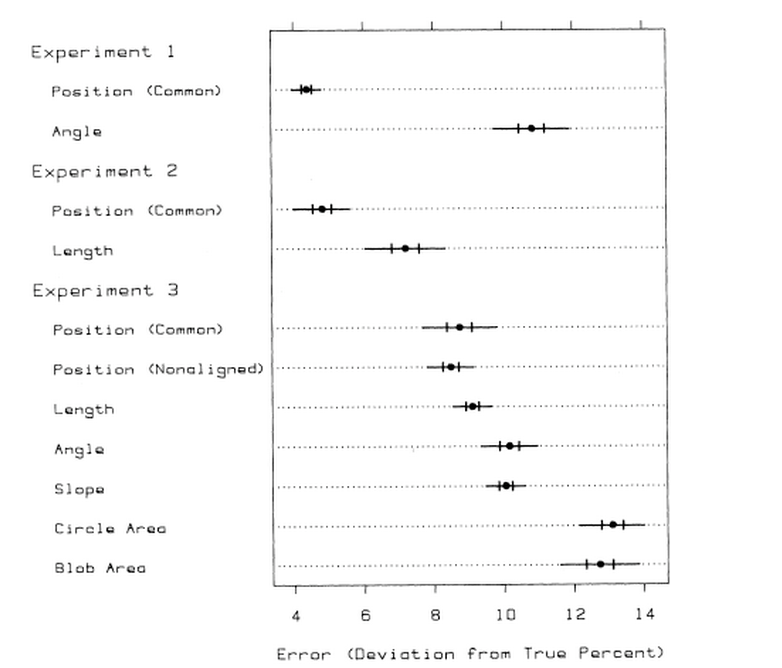 Experiment 1
Position (Common)
Angle
Experiment 2
Position (Common)
Length
Experiment 3
Position (Common)
Position (Nonaligned)
Length
Angle
Slope
Circle Area
Blob Area
4 6 8 10 12 14
Error (Deviation from True Percent)